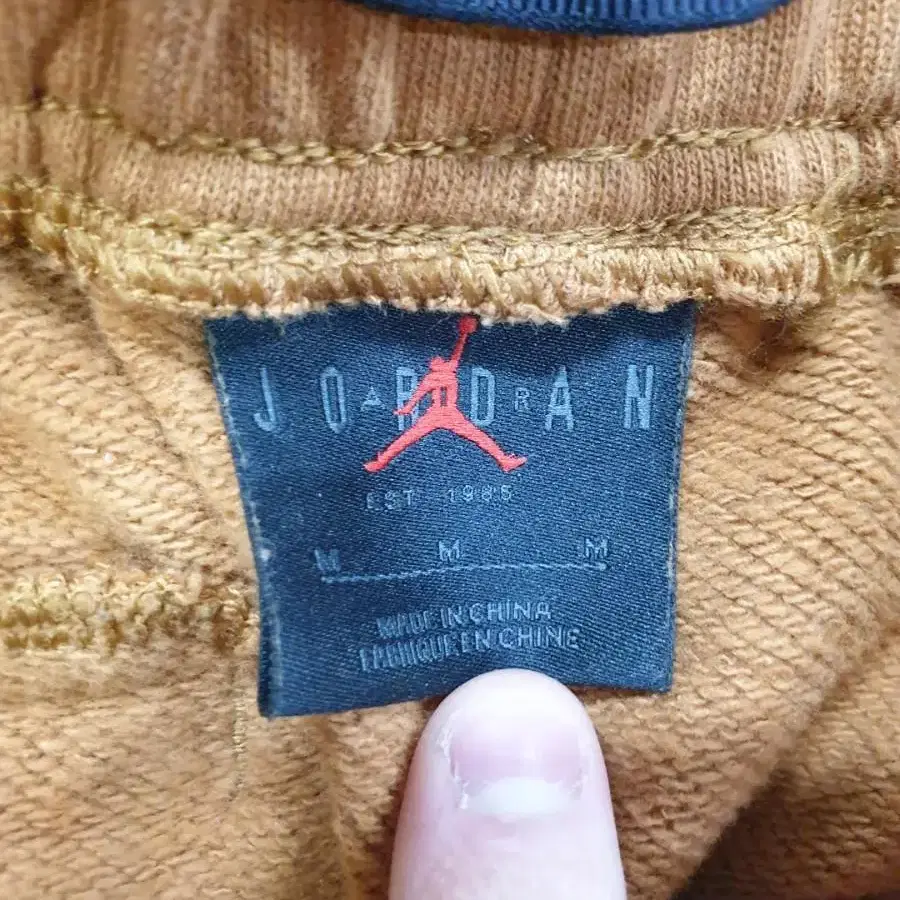 JORDAN
AIR
EST 1985
M M M
MADE IN CHINA
FABRIQUE EN CHINE